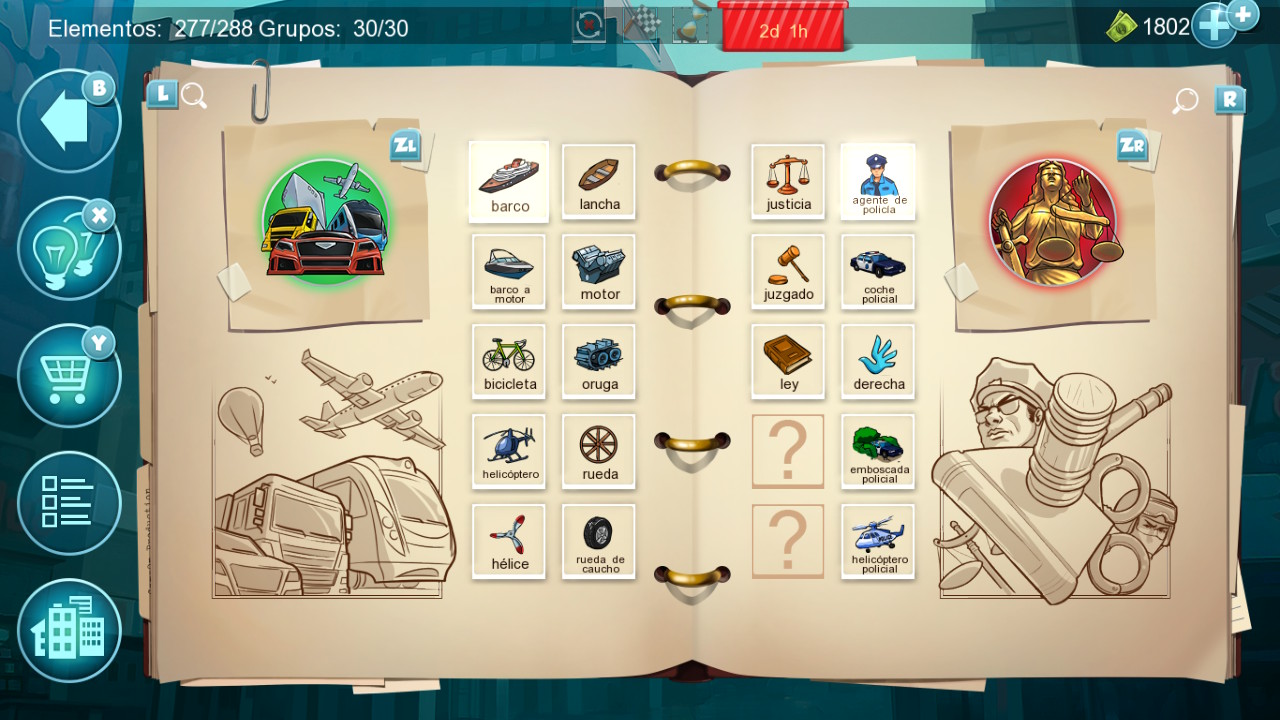 Elementos: 277/288 Grupos: 30/30
2d 1h
1802
B
X
Y
L
R
ZL
ZR
barco
lancha
barco a
motor
motor
bicicleta
oruga
helicóptero
rueda
hélice
rueda de
caucho
justicia
agente de
policía
juzgado
coche
policial
ley
derecha
?
emboscada
policial
?
helicóptero
policial